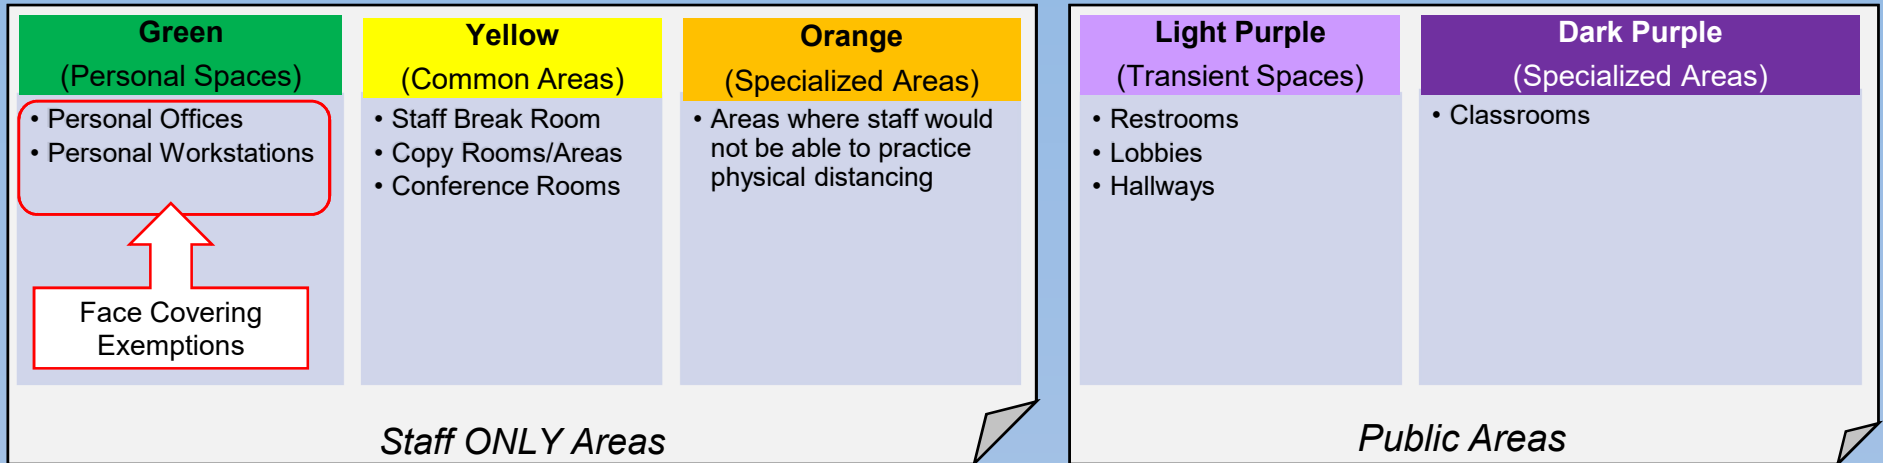 Green
(Personal Spaces)
• Personal Offices
• Personal Workstations
Face Covering
Exemptions
Yellow
(Common Areas)
• Staff Break Room
• Copy Rooms/Areas
• Conference Rooms
Orange
(Specialized Areas)
• Areas where staff would
not be able to practice
physical distancing
Staff ONLY Areas
Light Purple
(Transient Spaces)
• Restrooms
• Lobbies
• Hallways
Dark Purple
(Specialized Areas)
• Classrooms
Public Areas